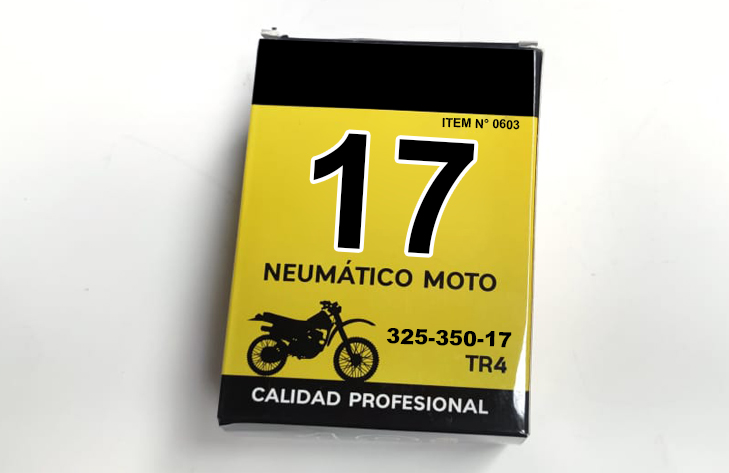 ITEM N° 0603
17
NEUMÁTICO MOTO
325-350-17
TR4
CALIDAD PROFESIONAL